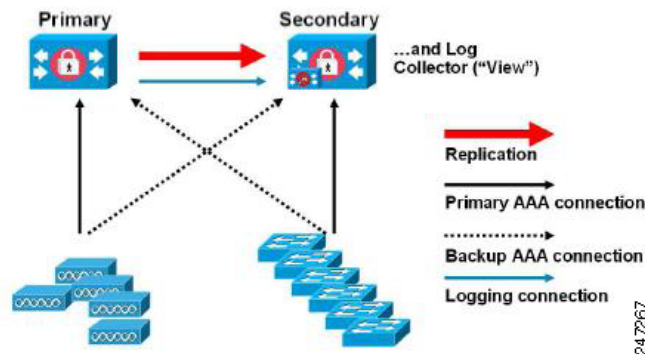 Primary
Secondary
…and Log
Collector (“View”)
Replication
Primary AAA connection
Backup AAA connection
Logging connection
247267